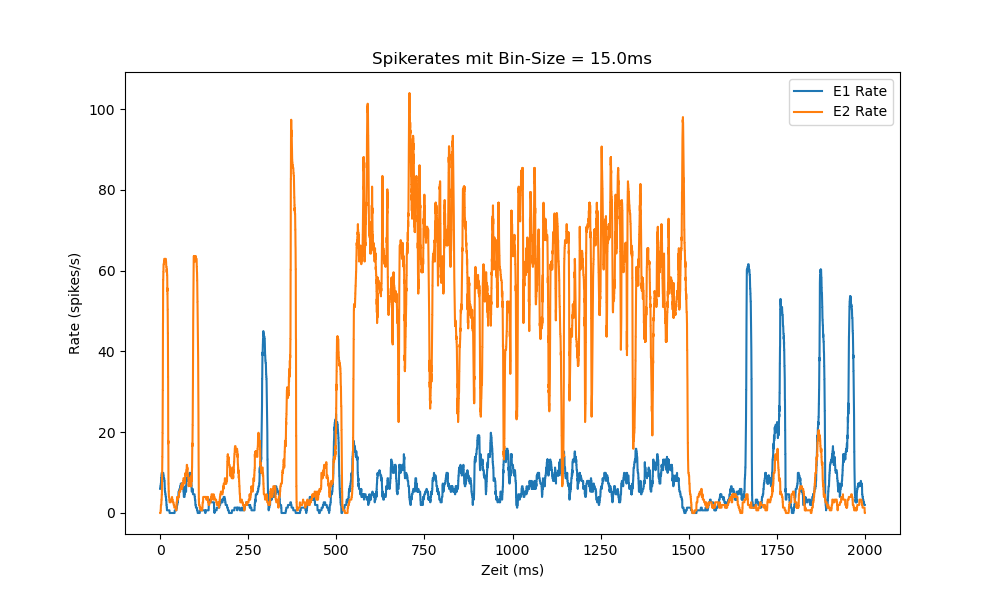 Spikerates mit Bin-Size = 15.0ms
E1 Rate
E2 Rate
Rate (spikes/s)
100
80
60
40
20
0
0 250 500 750 1000 1250 1500 1750 2000
Zeit (ms)